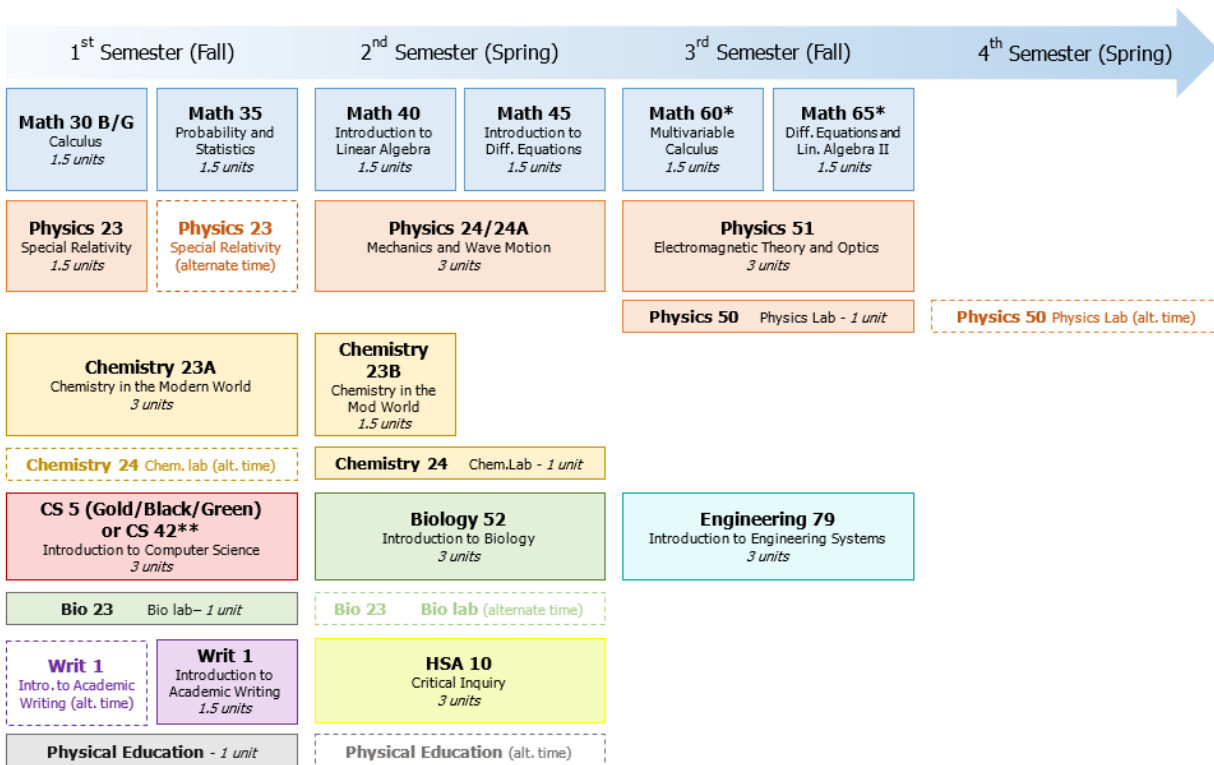 1st Semester (Fall)
2nd Semester (Spring)
3rd Semester (Fall)
4th Semester (Spring)
Math 30 B/G
Calculus
1.5 units
Math 35
Probability and
Statistics
1.5 units
Math 40
Introduction to
Linear Algebra
1.5 units
Math 45
Introduction to
Diff. Equations
1.5 units
Math 60*
Multivariable
Calculus
1.5 units
Math 65*
Diff. Equations and
Lin. Algebra II
1.5 units
Physics 23
Special Relativity
1.5 units
Physics 23
Special Relativity
(alternate time)
Physics 24/24A
Mechanics and Wave Motion
3 units
Physics 51
Electromagnetic Theory and Optics
3 units
Physics 50 Physics Lab - 1 unit
Physics 50 Physics Lab (alt. time)
Chemistry 23A
Chemistry in the Modern World
3 units
Chemistry
23B
Chemistry in the
Mod World
1.5 units
Chemistry 24 Chem. lab (alt. time)
Chemistry 24 Chem.Lab - 1 unit
CS 5 (Gold/Black/Green)
or CS 42**
Introduction to Computer Science
3 units
Biology 52
Introduction to Biology
3 units
Engineering 79
Introduction to Engineering Systems
3 units
Bio 23 Bio lab– 1 unit
Bio 23 Bio lab (alternate time)
Writ 1
Intro. to Academic
Writing (alt. time)
Writ 1
Introduction to
Academic Writing
1.5 units
HSA 10
Critical Inquiry
3 units
Physical Education - 1 unit
Physical Education (alt. time)